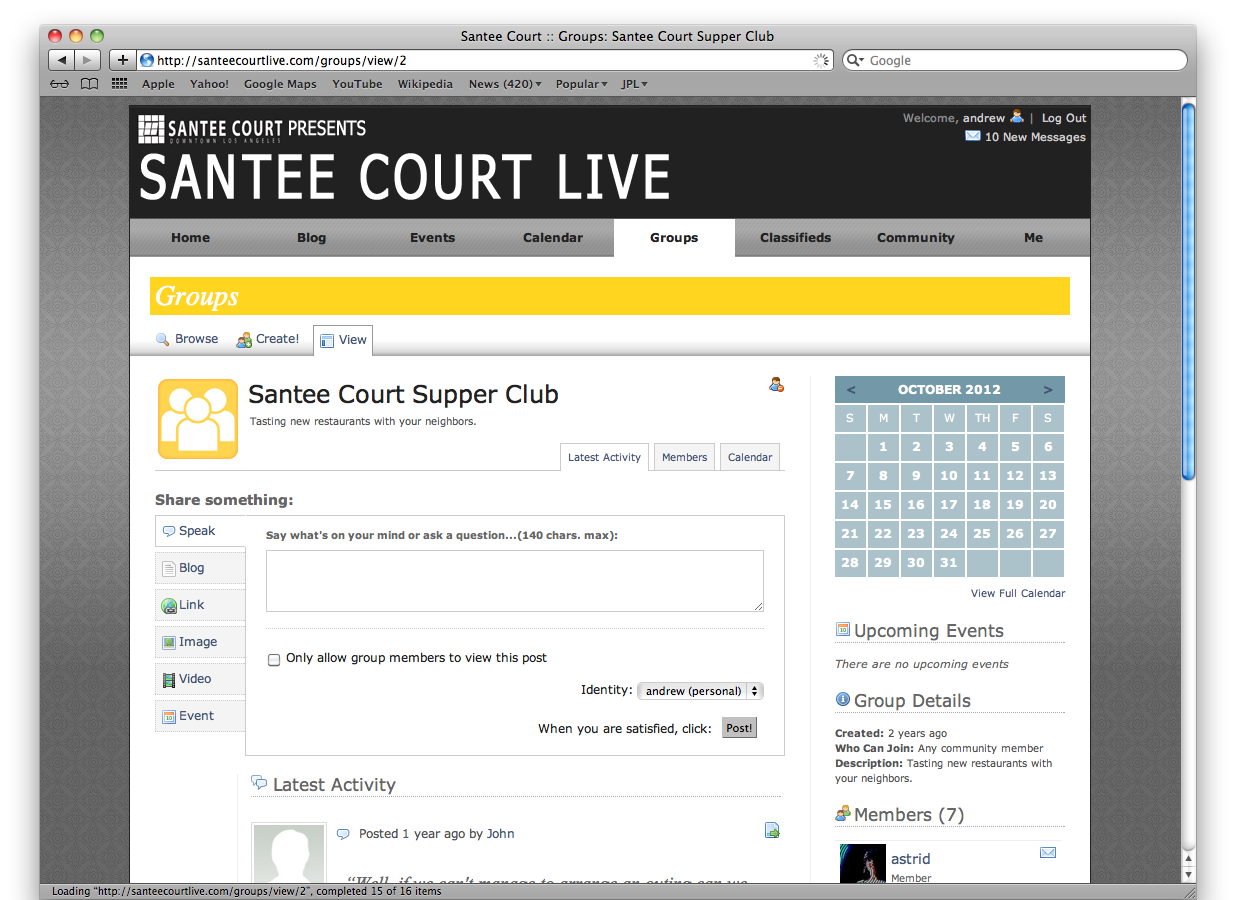 Santee Court :: Groups: Santee Court Supper Club
http://santeecourtlive.com/groups/view/2
Google
Apple Yahoo! Google Maps YouTube Wikipedia News (420) Popular JPL
Welcome, andrew | Log Out
10 New Messages
SANTEE COURT PRESENTS
DOWNTOWN LOS ANGELES
SANTEE COURT LIVE
Home Blog Events Calendar Groups Classifieds Community Me
Groups
Browse Create! View
Santee Court Supper Club
Tasting new restaurants with your neighbors.
Latest Activity Members Calendar
Share something:
Speak
Blog
Link
Image
Video
Event
Say what's on your mind or ask a question...(140 chars. max):
Only allow group members to view this post
Identity: andrew (personal)
When you are satisfied, click: Post!
Latest Activity
Posted 1 year ago by John
“Well, if we can't manage to arrange an outing can we
< OCTOBER 2012 >
S M T W TH F S
1 2 3 4 5 6
7 8 9 10 11 12 13
14 15 16 17 18 19 20
21 22 23 24 25 26 27
28 29 30 31
View Full Calendar
Upcoming Events
There are no upcoming events
Group Details
Created: 2 years ago
Who Can Join: Any community member
Description: Tasting new restaurants with
your neighbors.
Members (7)
astrid
Member
Loading “http://santeecourtlive.com/groups/view/2”, completed 15 of 16 items